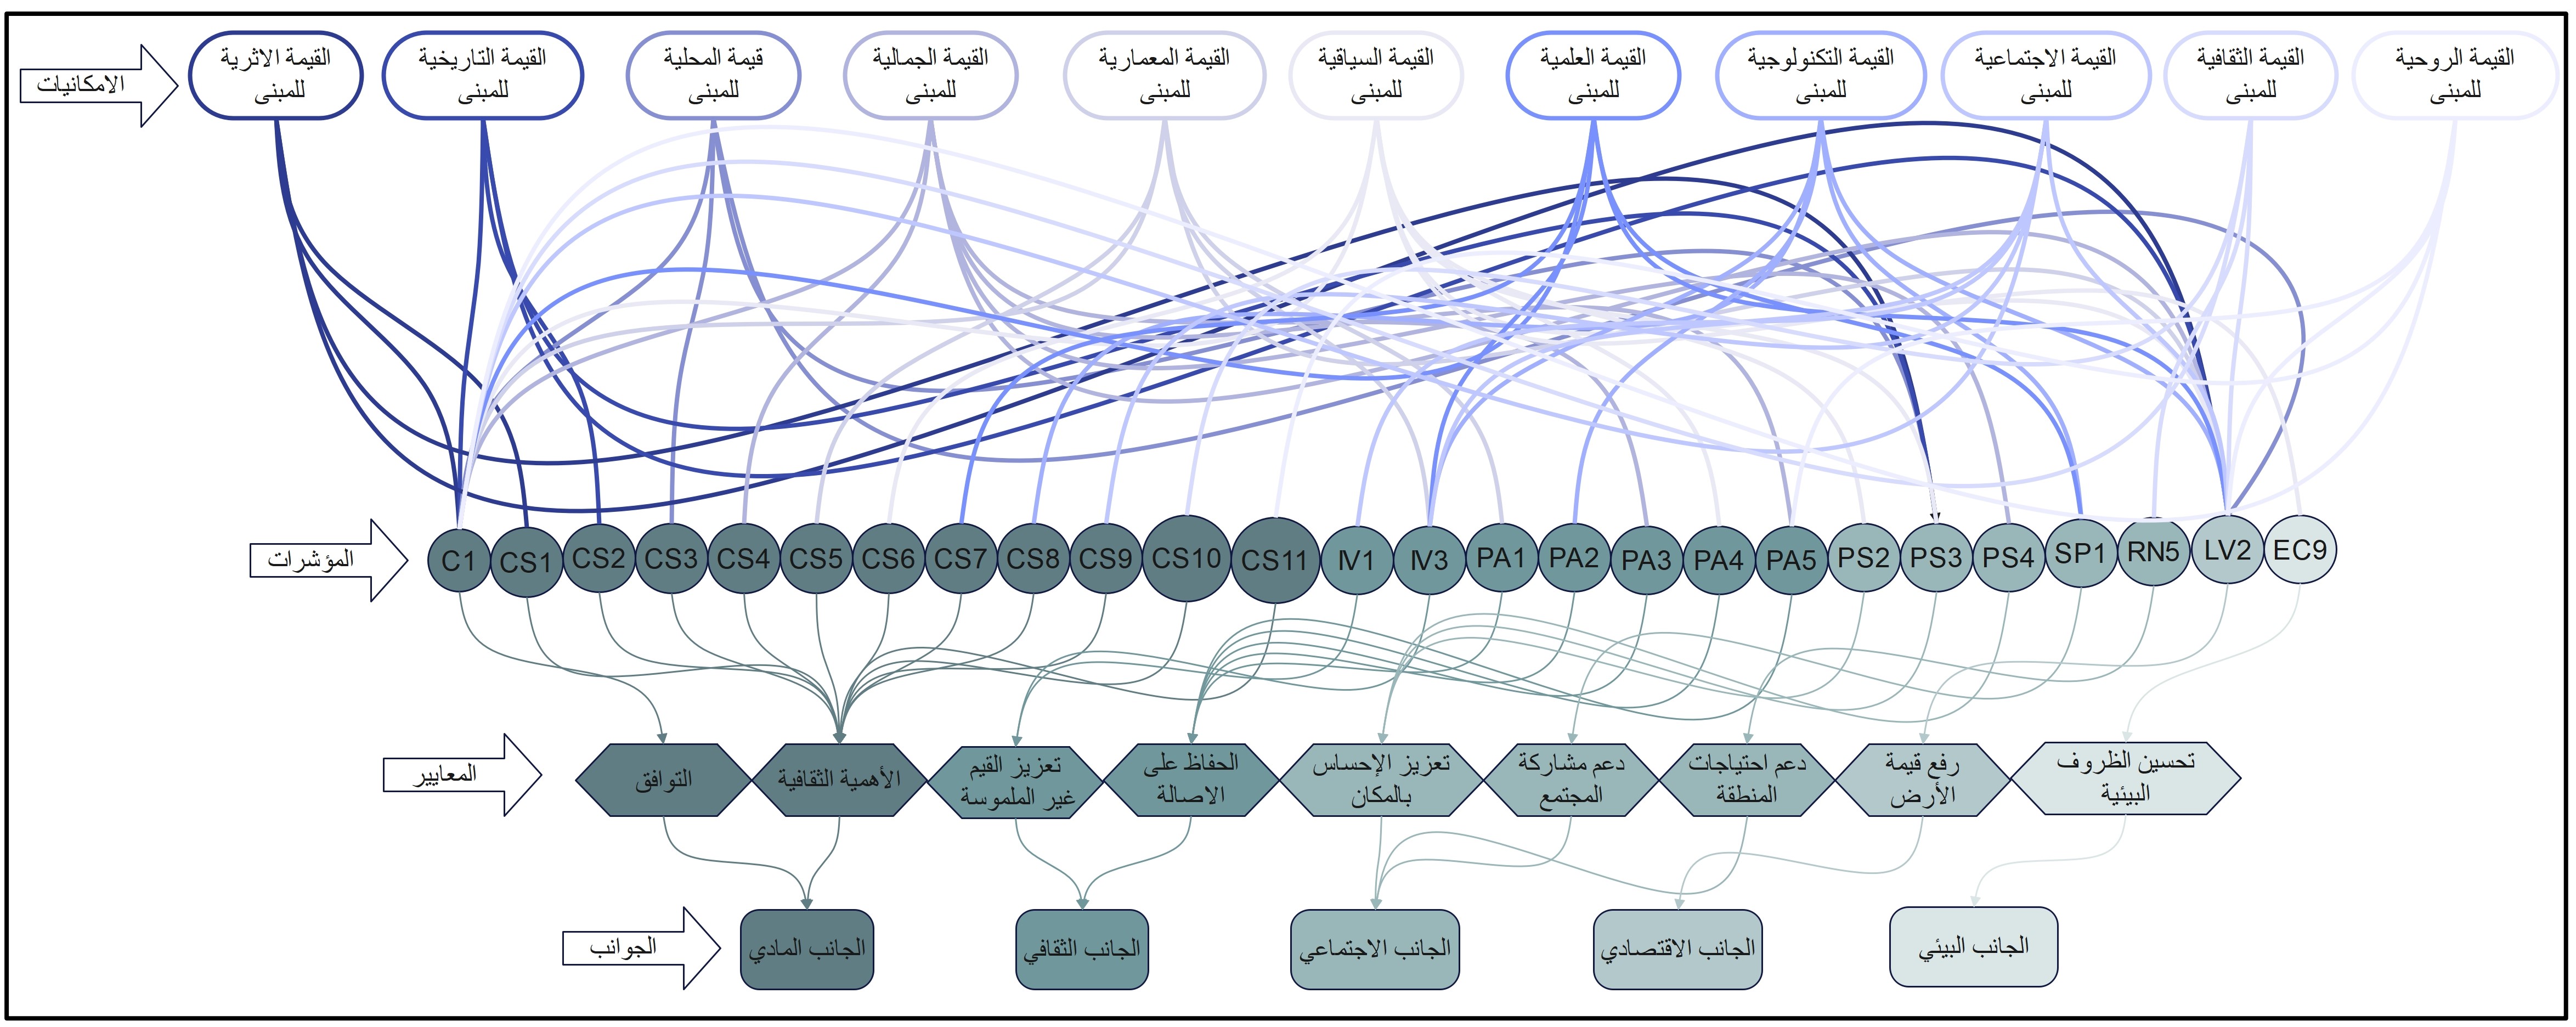 الامكانيات
القيمة الاثرية
للمبنى
القيمة التاريخية
للمبنى
قيمة المحلية
للمبنى
القيمة الجمالية
للمبنى
القيمة المعمارية
للمبنى
القيمة السياقية
للمبنى
القيمة العلمية
للمبنى
القيمة التكنولوجية
للمبنى
القيمة الاجتماعية
للمبنى
القيمة الثقافية
للمبنى
القيمة الروحية
للمبنى
المؤشرات
C1
CS1
CS2
CS3
CS4
CS5
CS6
CS7
CS8
CS9
CS10
CS11
IV1
IV3
PA1
PA2
PA3
PA4
PA5
PS2
PS3
PS4
SP1
RN5
LV2
EC9
المعايير
التوافق
الأهمية الثقافية
تعزيز القيم
غير الملموسة
الحفاظ على
الاصالة
تعزيز الإحساس
بالمكان
دعم مشاركة
المجتمع
دعم احتياجات
المنطقة
رفع قيمة
الأرض
تحسين الظروف
البيئية
الجوانب
الجانب المادي
الجانب الثقافي
الجانب الاجتماعي
الجانب الاقتصادي
الجانب البيئي